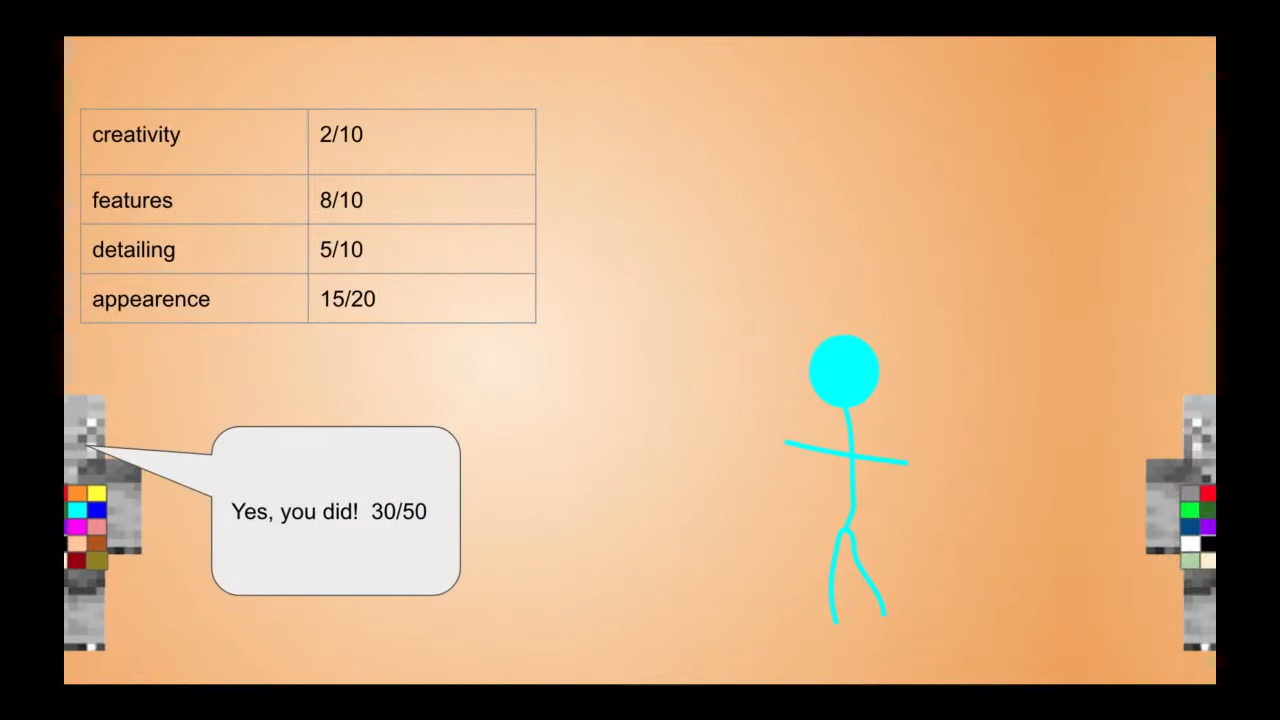 creativity 2/10
features 8/10
detailing 5/10
appearence 15/20
Yes, you did!  30/50